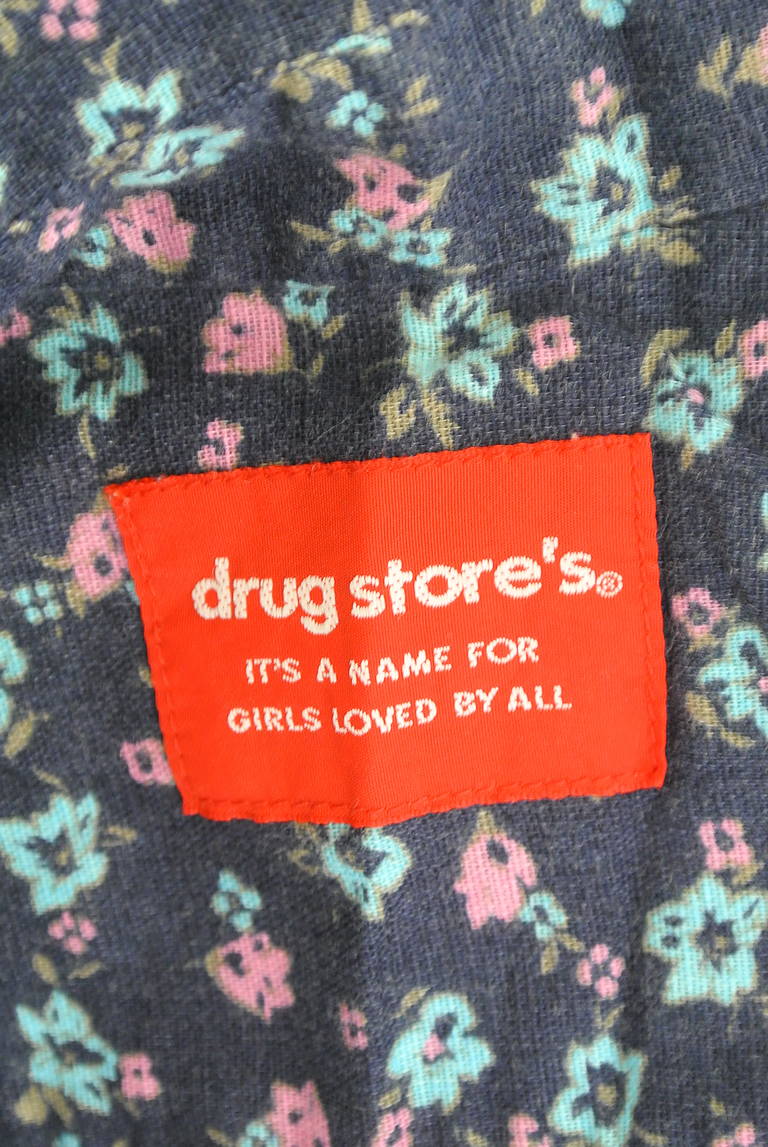 drug store's®
IT'S A NAME FOR
GIRLS LOVED BY ALL